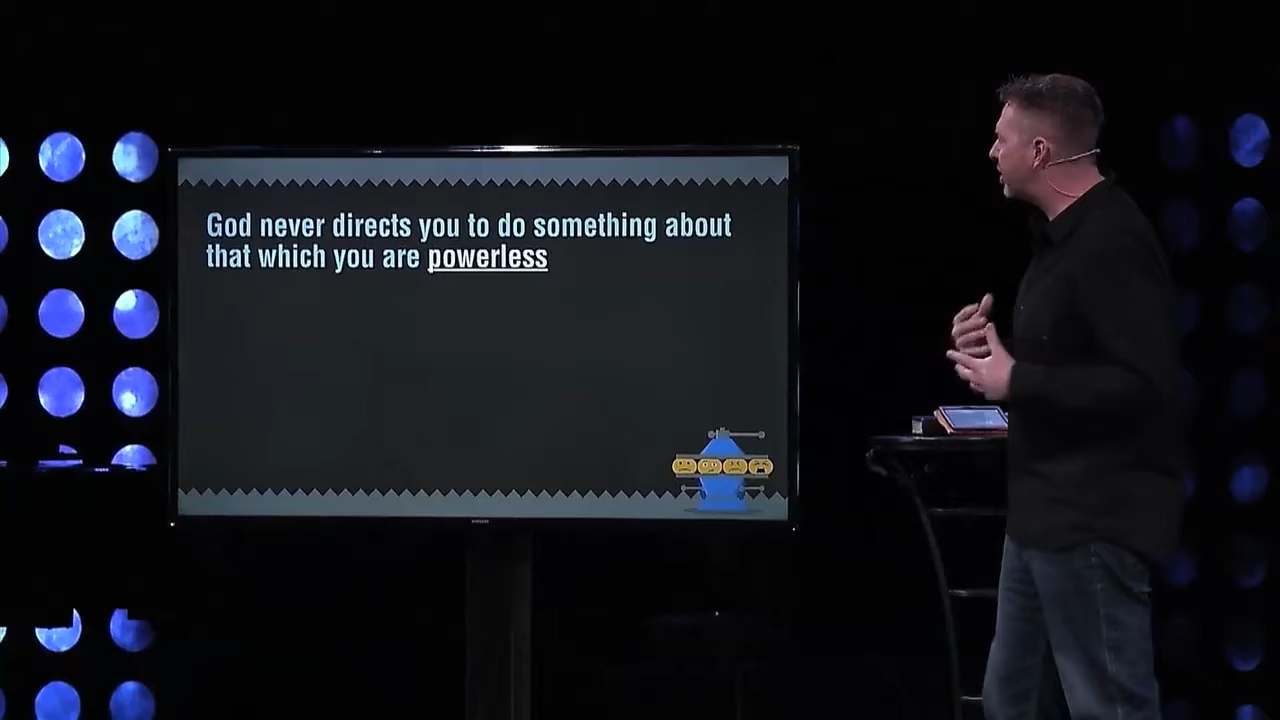 God never directs you to do something about
that which you are powerless